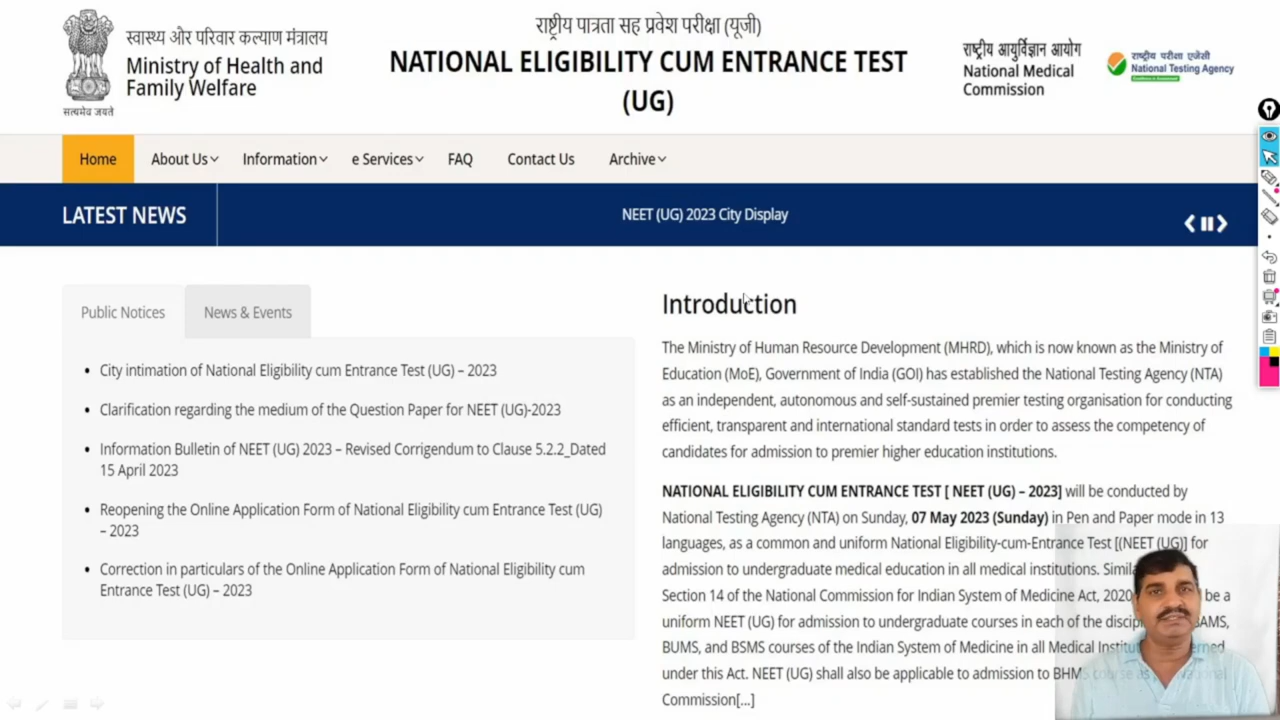 राष्ट्रीय पात्रता सह प्रवेश परीक्षा (यूजी)
स्वास्थ्य और परिवार कल्याण मंत्रालय
Ministry of Health and
Family Welfare
सत्यमेव जयते
NATIONAL ELIGIBILITY CUM ENTRANCE TEST
(UG)
राष्ट्रीय आयुर्विज्ञान आयोग
National Medical
Commission
राष्ट्रीय परीक्षा एजेंसी
National Testing Agency
Home About Us Information e Services FAQ Contact Us Archive
LATEST NEWS
NEET (UG) 2023 City Display
Public Notices News & Events
• City intimation of National Eligibility cum Entrance Test (UG) – 2023
• Clarification regarding the medium of the Question Paper for NEET (UG)-2023
• Information Bulletin of NEET (UG) 2023 – Revised Corrigendum to Clause 5.2.2_Dated
15 April 2023
• Reopening the Online Application Form of National Eligibility cum Entrance Test (UG)
– 2023
• Correction in particulars of the Online Application Form of National Eligibility cum
Entrance Test (UG) – 2023
Introduction
The Ministry of Human Resource Development (MHRD), which is now known as the Ministry of
Education (MoE), Government of India (GOI) has established the National Testing Agency (NTA)
as an independent, autonomous and self-sustained premier testing organisation for conducting
efficient, transparent and international standard tests in order to assess the competency of
candidates for admission to premier higher education institutions.
NATIONAL ELIGIBILITY CUM ENTRANCE TEST [ NEET (UG) – 2023] will be conducted by
National Testing Agency (NTA) on Sunday, 07 May 2023 (Sunday) in Pen and Paper mode in 13
languages, as a common and uniform National Eligibility-cum-Entrance Test [(NEET (UG)] for
admission to undergraduate medical education in all medical institutions.
Section 14 of the National Commission for Indian System of Medicine Act, 2020 be a
uniform NEET (UG) for admission to undergraduate courses in each of the
BUMS, and BSMS courses of the Indian System of Medicine in all Medical
under this Act. NEET (UG) shall also be applicable to admission to BHMS course National
Commission[...]